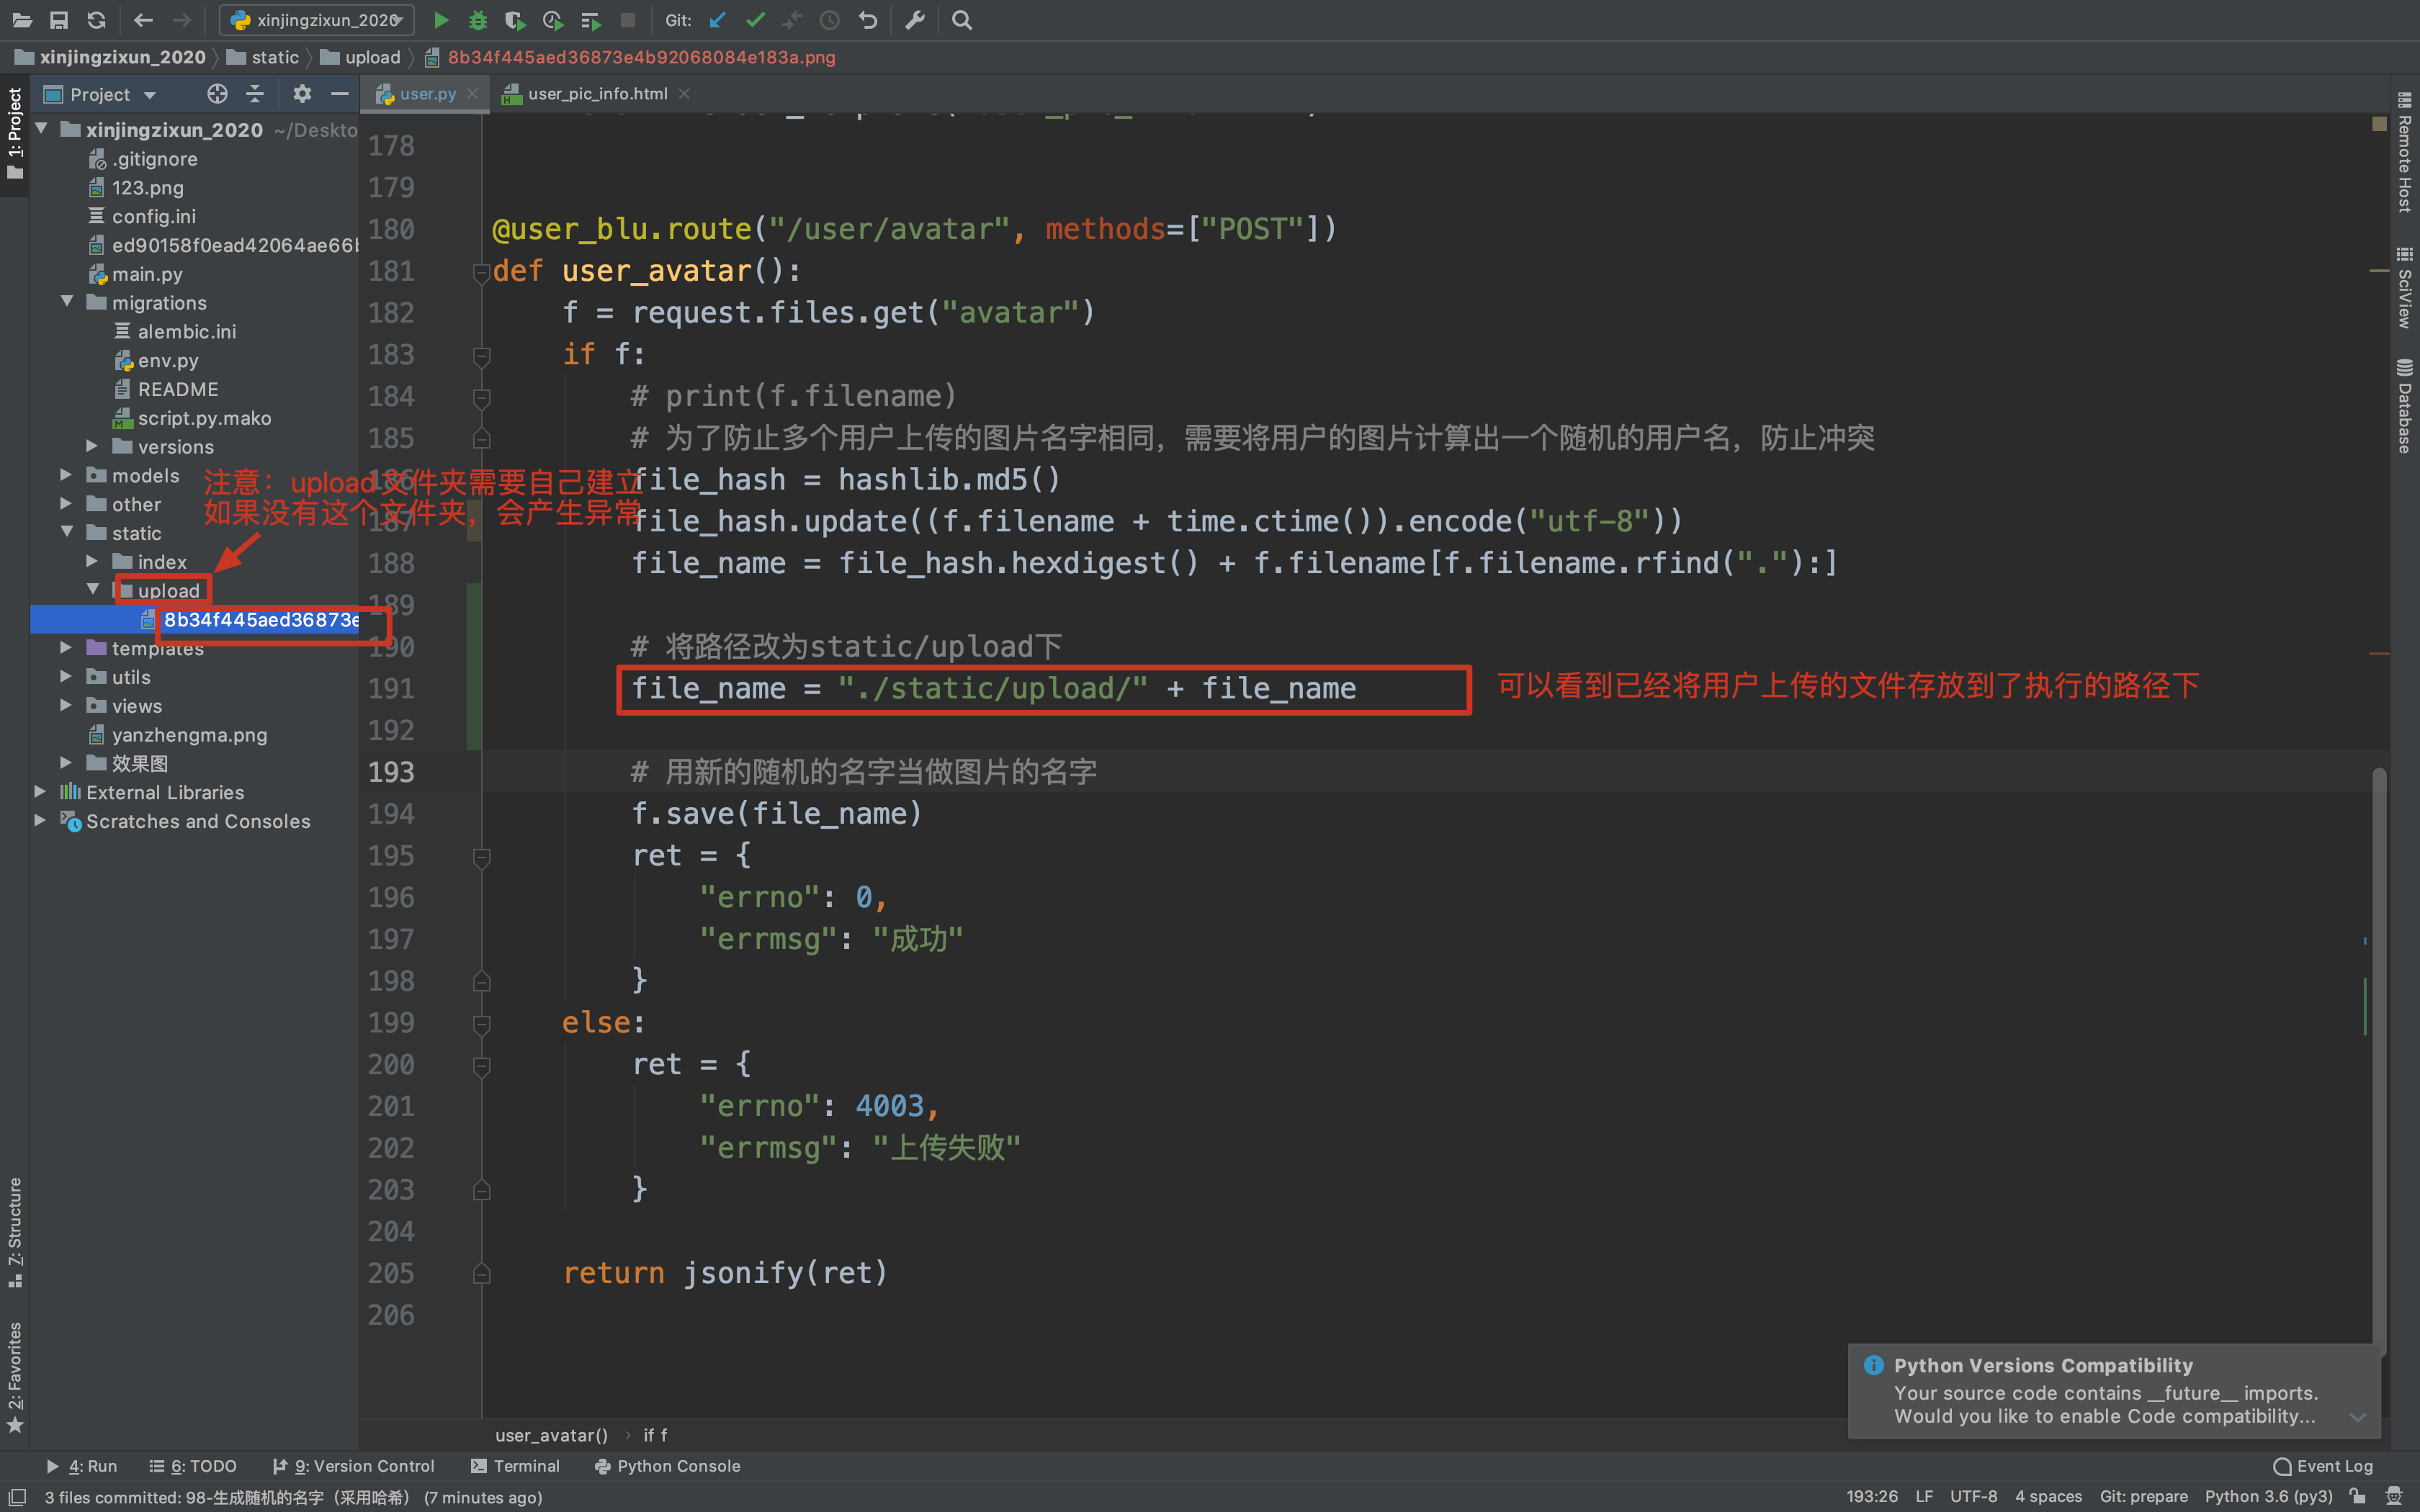 xinjingzixun_2020
Git:
xinjingzixun_2020
static
upload
8b34f445aed36873e4b92068084e183a.png
1: Project
Project
user.py
user_pic_info.html
xinjingzixun_2020 ~/Deskto
.gitignore
123.png
config.ini
ed90158f0ead42064ae66b
main.py
migrations
alembic.ini
env.py
README
script.py.mako
versions
models
other
static
index
upload
8b34f445aed36873e
templates
utils
views
yanzhengma.png
效果图
External Libraries
Scratches and Consoles
注意：upload文件夹需要自己建立
如果没有这个文件夹，会产生异常
178
179
180 @user_blu.route("/user/avatar", methods=["POST"])
181 def user_avatar():
182 f = request.files.get("avatar")
183 if f:
184 # print(f.filename)
185 # 为了防止多个用户上传的图片名字相同，需要将用户的图片计算出一个随机的用户名，防止冲突
186 file_hash = hashlib.md5()
187 file_hash.update((f.filename + time.ctime()).encode("utf-8"))
188 file_name = file_hash.hexdigest() + f.filename[f.filename.rfind("."):]
189
190 # 将路径改为static/upload下
191 file_name = "./static/upload/" + file_name
可以看到已经将用户上传的文件存放到了执行的路径下
192
193 # 用新的随机的名字当做图片的名字
194 f.save(file_name)
195 ret = {
196 "errno": 0,
197 "errmsg": "成功"
198 }
199 else:
200 ret = {
201 "errno": 4003,
202 "errmsg": "上传失败"
203 }
204
205 return jsonify(ret)
206
Remote Host
SciView
Database
7: Structure
2: Favorites
Python Versions Compatibility
Your source code contains __future__ imports.
Would you like to enable Code compatibility...
user_avatar() › if f
4: Run
6: TODO
9: Version Control
Terminal
Python Console
Event Log
3 files committed: 98-生成随机的名字（采用哈希） (7 minutes ago)
193:26 LF UTF-8 4 spaces Git: prepare Python 3.6 (py3)